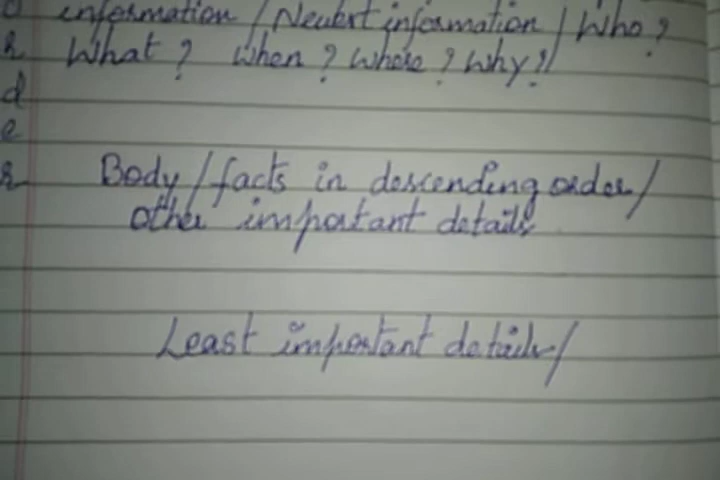 information / Newest information / Who?
What? When? Where? Why?/
d
e
r
Body / facts in descending order/
other important details
Least important details/